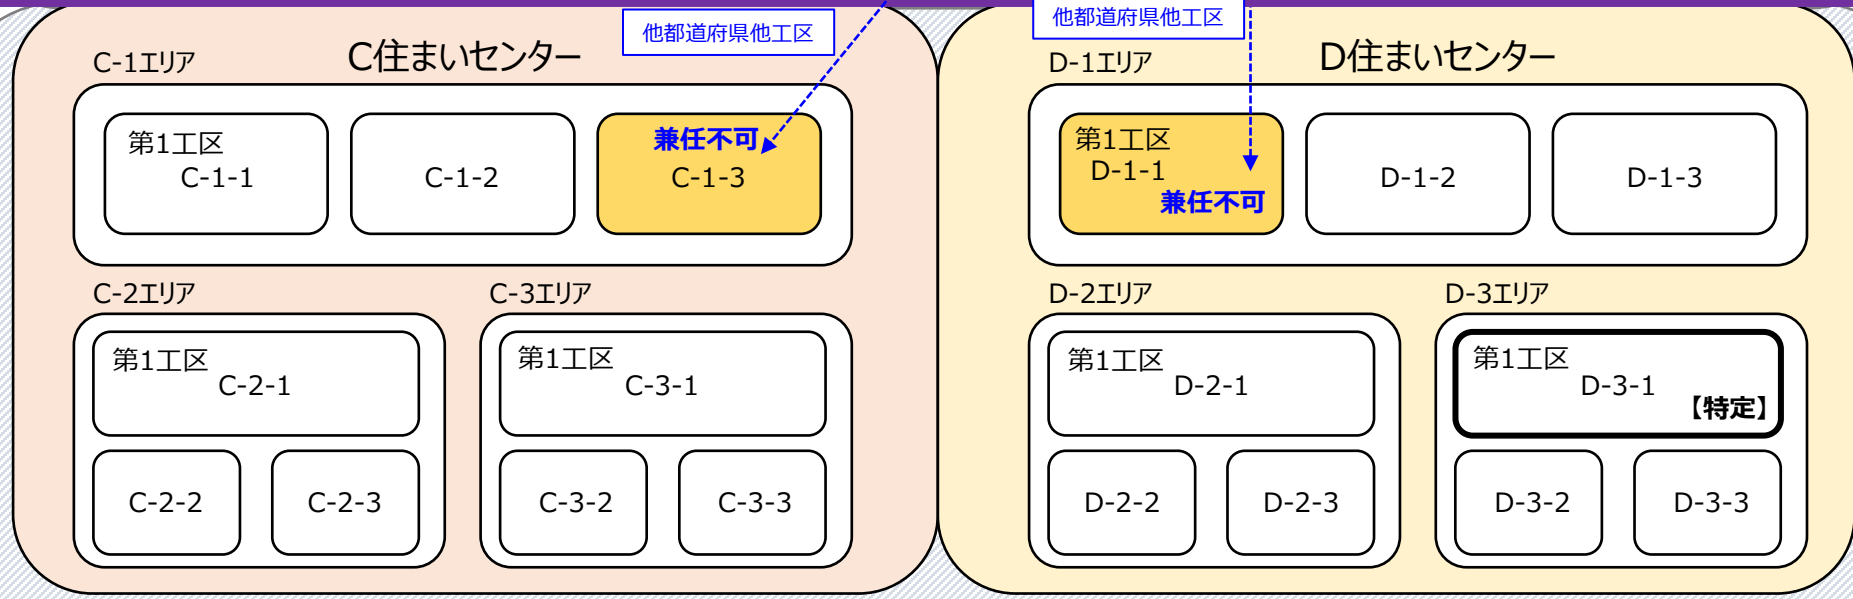 他都道府県他工区
C-1エリア
C住まいセンター
第1工区
C-1-1
C-1-2
兼任不可
C-1-3
C-2エリア
第1工区
C-2-1
C-2-2
C-2-3
C-3エリア
第1工区
C-3-1
C-3-2
C-3-3
他都道府県他工区
D-1エリア
D住まいセンター
第1工区
D-1-1
兼任不可
D-1-2
D-1-3
D-2エリア
第1工区
D-2-1
D-2-2
D-2-3
D-3エリア
第1工区
D-3-1
【特定】
D-3-2
D-3-3